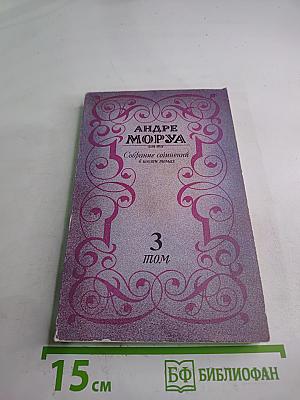 АНДРЕ
МОРУА
Собрание сочинений
в шести томах
3
ТОМ
15 см
БФ БИБЛИОФАН